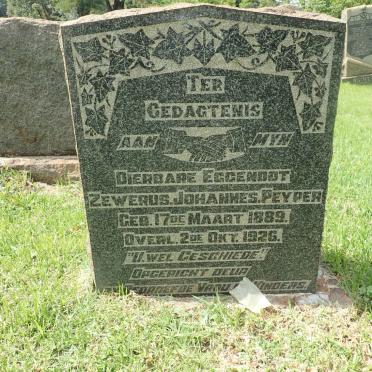 TER
GEDAGTENIS
AAN MYN
DIERBARE EGGENOOT
ZEWERUS. JOHANNES. PEYPER
GEB. 17DE MAART 1889.
OVERL. 2DE OKT. 1926.
"U. WEL GESCHIEDE"
OPGERICHT DEUR